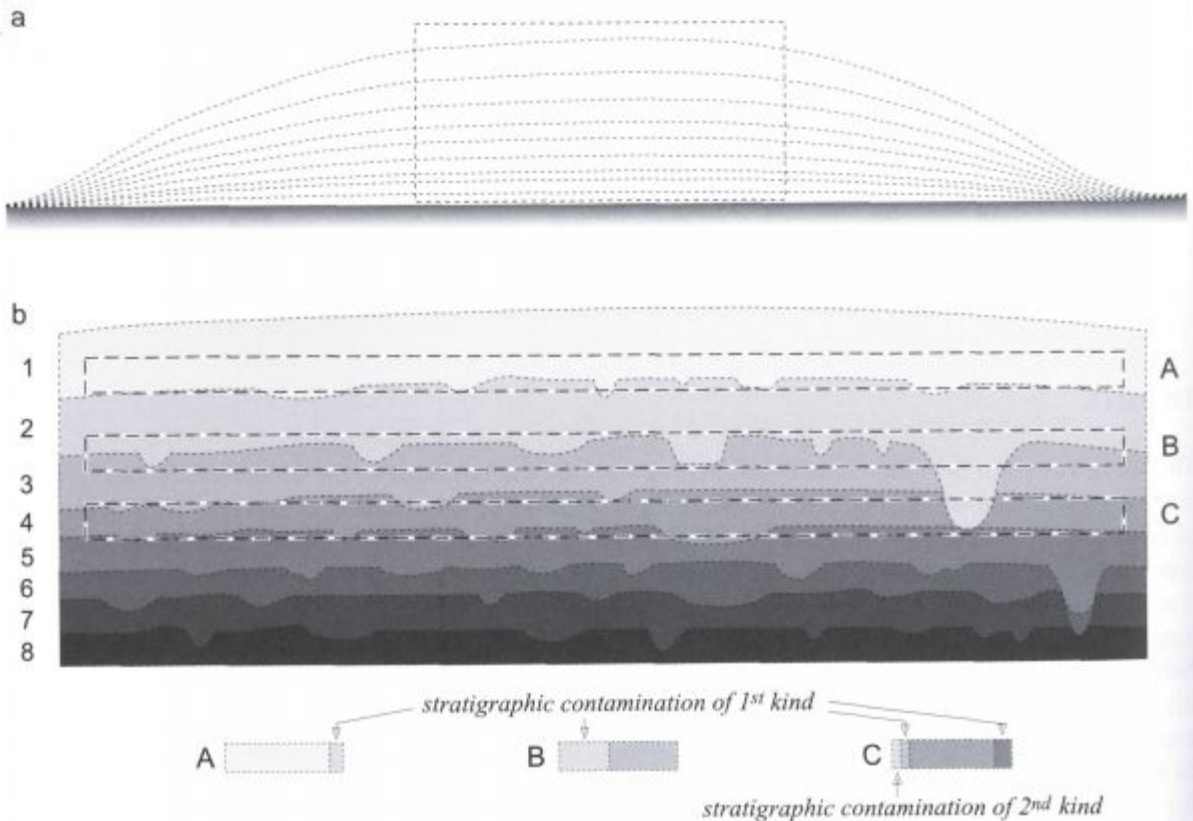 a
b
1
A
2
B
3
4
C
5
6
7
8
stratigraphic contamination of 1st kind
A
B
C
stratigraphic contamination of 2nd kind